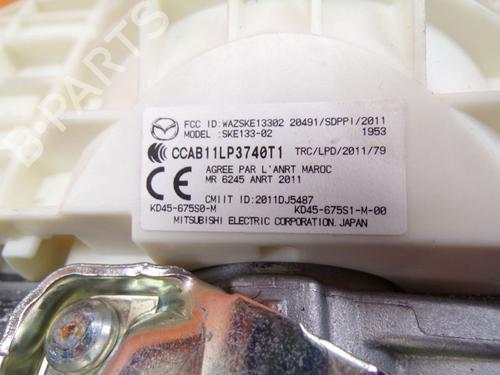 FCC ID:WAZSKE13302 20491/SDPPI/2011
MODEL :SKE133-02 1953
CCAB11LP3740T1 TRC/LPD/2011/79
CE AGREE PAR L'ANRT MAROC
MR 6245 ANRT 2011
CMIIT ID:2011DJ5487
KD45-675S0-M KD45-675S1-M-00
MITSUBISHI ELECTRIC CORPORATION.JAPAN
B-PARTS